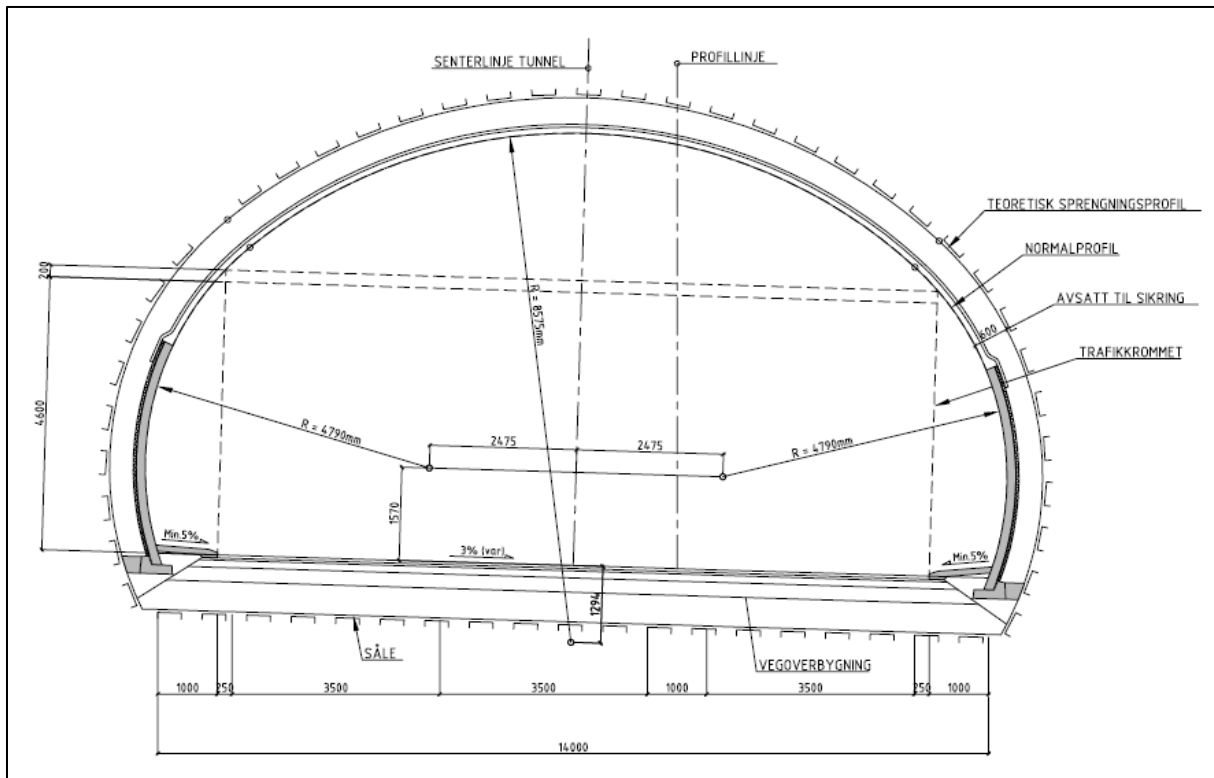 SENTERLINJE TUNNEL
PROFILLINJE
TEORETISK SPRENGNINGSPROFIL
NORMALPROFIL
AVSATT TIL SIKRING
600
TRAFIKKROMMET
200
4600
R = 8575mm
R = 4790mm
R = 4790mm
2475
2475
1570
Min.5%
3% (var)
Min.5%
1294
SÅLE
VEGOVERBYGNING
1000
250
3500
3500
1000
3500
250
1000
14000